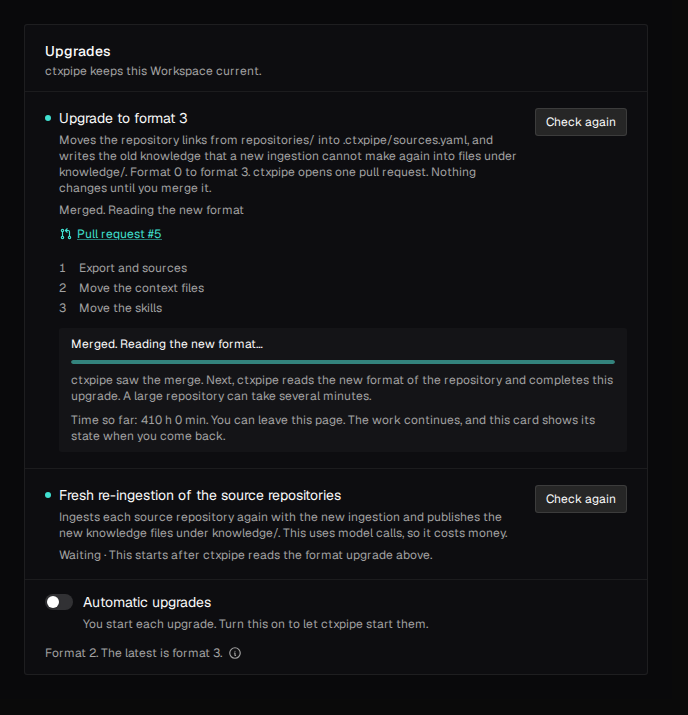 Upgrades
ctxpipe keeps this Workspace current.
Upgrade to format 3
Check again
Moves the repository links from repositories/ into .ctxpipe/sources.yaml, and
writes the old knowledge that a new ingestion cannot make again into files under
knowledge/. Format 0 to format 3. ctxpipe opens one pull request. Nothing
changes until you merge it.
Merged. Reading the new format
Pull request #5
1 Export and sources
2 Move the context files
3 Move the skills
Merged. Reading the new format…
ctxpipe saw the merge. Next, ctxpipe reads the new format of the repository and completes this
upgrade. A large repository can take several minutes.
Time so far: 410 h 0 min. You can leave this page. The work continues, and this card shows its
state when you come back.
Fresh re-ingestion of the source repositories
Check again
Ingests each source repository again with the new ingestion and publishes the
new knowledge files under knowledge/. This uses model calls, so it costs money.
Waiting · This starts after ctxpipe reads the format upgrade above.
Automatic upgrades
You start each upgrade. Turn this on to let ctxpipe start them.
Format 2. The latest is format 3.